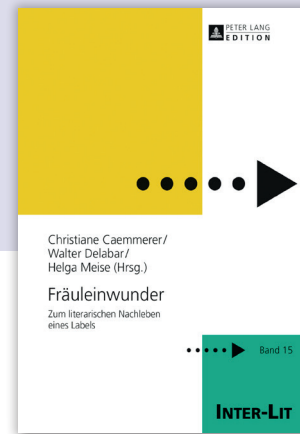 PETER LANG
EDITION
Christiane Caemmerer/
Walter Delabar/
Helga Meise (Hrsg.)
Fräuleinwunder
Zum literarischen Nachleben
eines Labels
Band 15
INTER-LIT